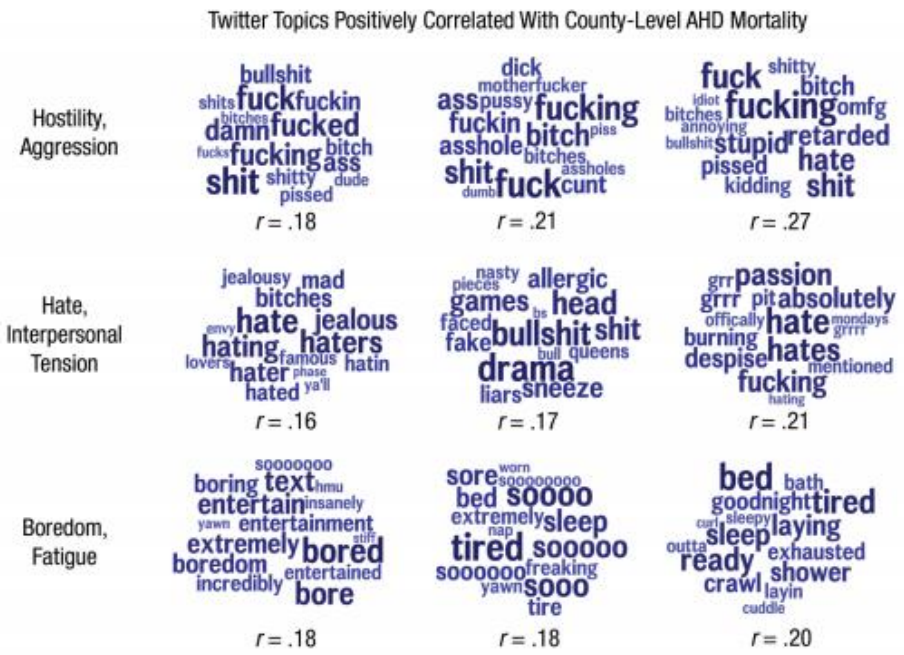 Twitter Topics Positively Correlated With County-Level AHD Mortality
Hostility,
Aggression
bullshit
shits fuck fuckin
bitches
damn fucked
fucks fucking bitch
ass
shit shitty dude
pissed
r = .18
dick
motherfucker
ass pussy fucking
fuckin bitch piss
asshole bitches
shit assholes
dumb fuck cunt
r = .21
fuck shitty
bitch
idiot fucking omfg
bitches
annoying
bullshit stupid retarded
pissed hate
kidding shit
r = .27
Hate,
Interpersonal
Tension
jealousy mad
bitches
envy hate jealous
hating haters
lovers famous hatin
hater phase
hated ya'll
r = .16
nasty allergic
pieces
games bs head
faced bullshit shit
fake bull queens
drama
liars sneeze
r = .17
grr passion
grrr pit absolutely
offically hate mondays
grrrr
burning
despise hates
mentioned
fucking
hating
r = .21
Boredom,
Fatigue
soooooooo
boring text hmu
entertain insanely
yawn entertainment
stiff
extremely bored
boredom entertained
incredibly bore
r = .18
worn
sore sooooooooo
bed soooo
extremely sleep
nap
tired sooooo
sooooooo freaking
yawn sooo
tire
r = .18
bed bath
goodnight tired
curl sleepy laying
sleep
outta exhausted
ready shower
crawl layin
cuddle
r = .20